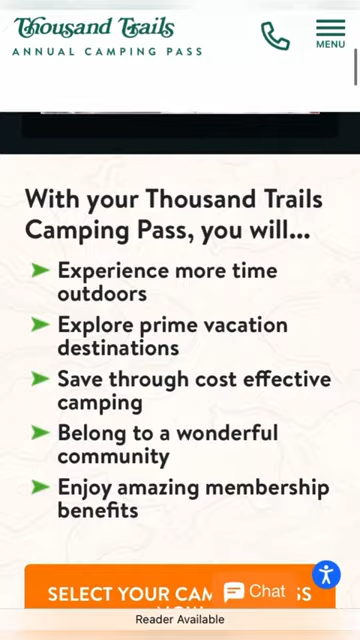 Thousand Trails
ANNUAL CAMPING PASS
MENU
With your Thousand Trails
Camping Pass, you will...
Experience more time
outdoors
Explore prime vacation
destinations
Save through cost effective
camping
Belong to a wonderful
community
Enjoy amazing membership
benefits
SELECT YOUR CAM
Chat
Reader Available